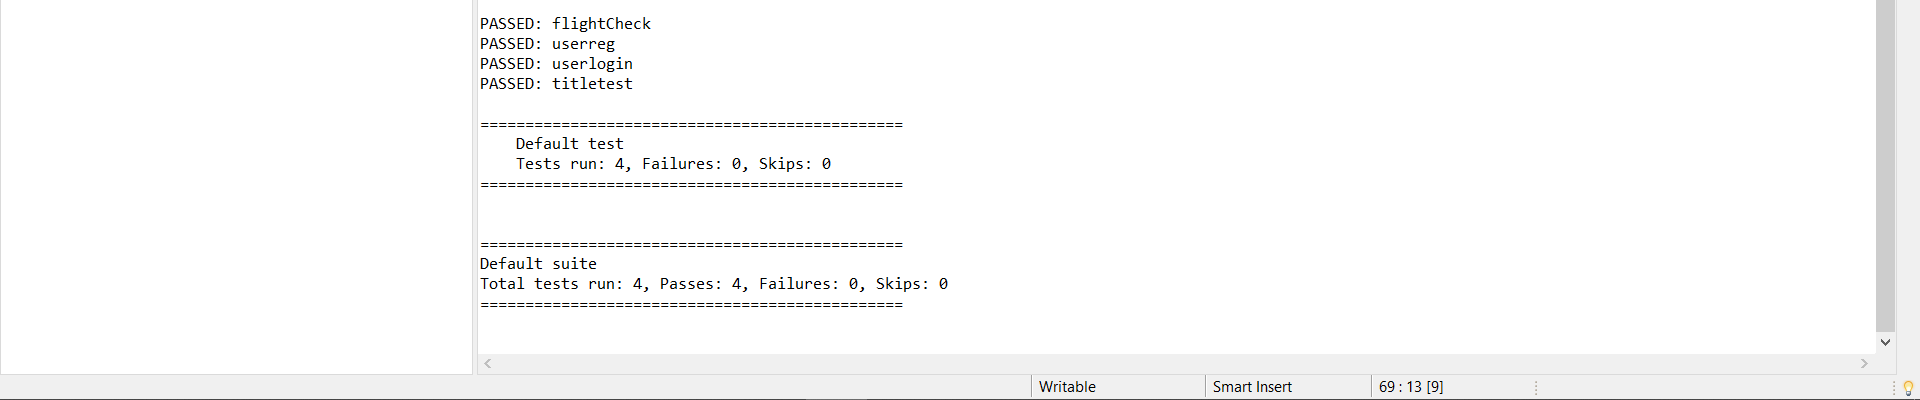 PASSED: flightCheck
PASSED: userreg
PASSED: userlogin
PASSED: titletest
===============================================
    Default test
    Tests run: 4, Failures: 0, Skips: 0
===============================================
===============================================
Default suite
Total tests run: 4, Passes: 4, Failures: 0, Skips: 0
===============================================
Writable
Smart Insert
69 : 13 [9]